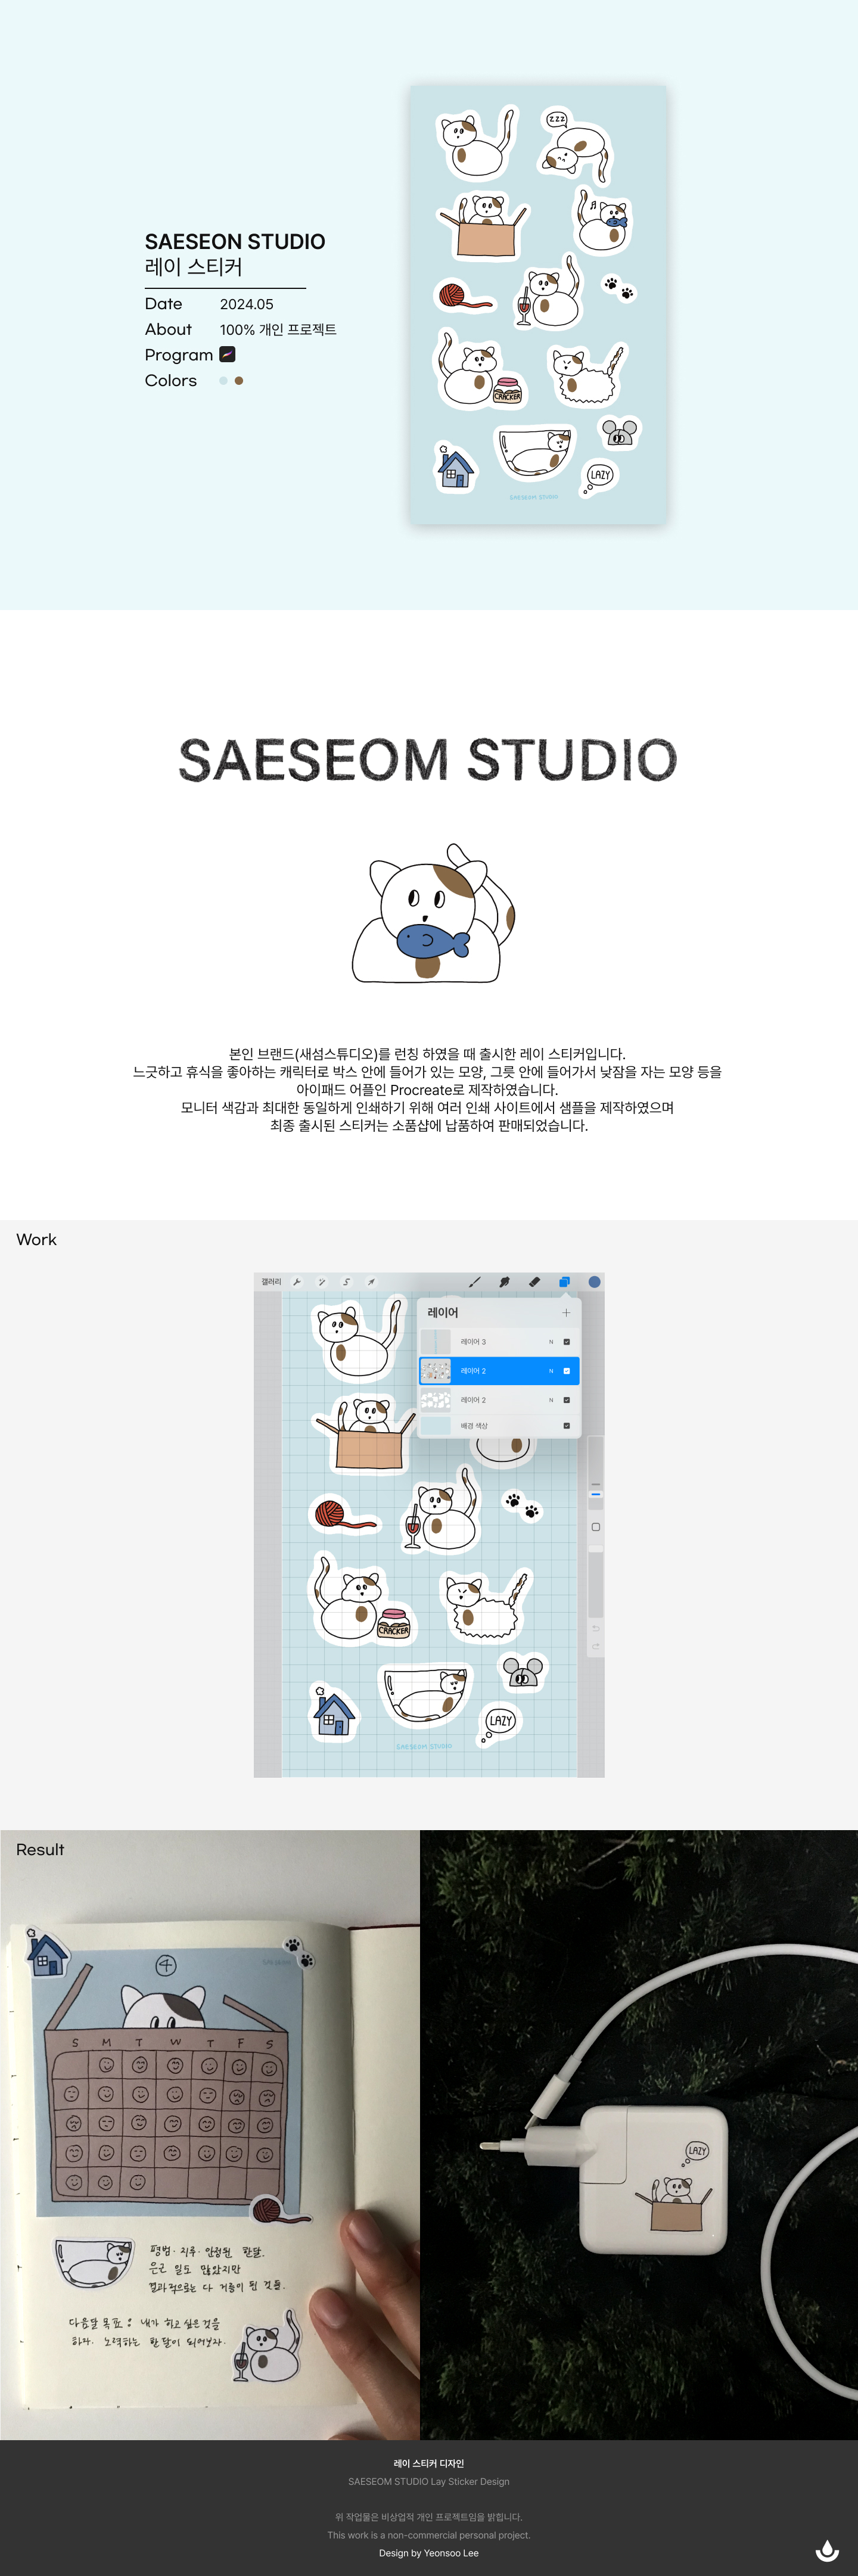 SAESEON STUDIO
레이 스티커
Date 2024.05
About 100% 개인 프로젝트
Program
Colors
zzz
CRACKER
LAZY
SAESEOM STUDIO
SAESEOM STUDIO
본인 브랜드(새섬스튜디오)를 런칭 하였을 때 출시한 레이 스티커입니다.
느긋하고 휴식을 좋아하는 캐릭터로 박스 안에 들어가 있는 모양, 그릇 안에 들어가서 낮잠을 자는 모양 등을
아이패드 어플인 Procreate로 제작하였습니다.
모니터 색감과 최대한 동일하게 인쇄하기 위해 여러 인쇄 사이트에서 샘플을 제작하였으며
최종 출시된 스티커는 소품샵에 납품하여 판매되었습니다.
Work
갤러리
레이어
레이어 3 N
레이어 2 N
레이어 2 N
배경 색상
CRACKER
LAZY
SAESEOM STUDIO
Result
4
S M T W T F S
평범·지루·안정된 한달.
은근 일도 많았지만
결과적으로는 다 거름이 된 것들.
다음달 목표 : 내가 하고 싶은 것을
하자. 노력하는 한달이 되어보자.
LAZY
레이 스티커 디자인
SAESEOM STUDIO Lay Sticker Design
위 작업물은 비상업적 개인 프로젝트임을 밝힙니다.
This work is a non-commercial personal project.
Design by Yeonsoo Lee